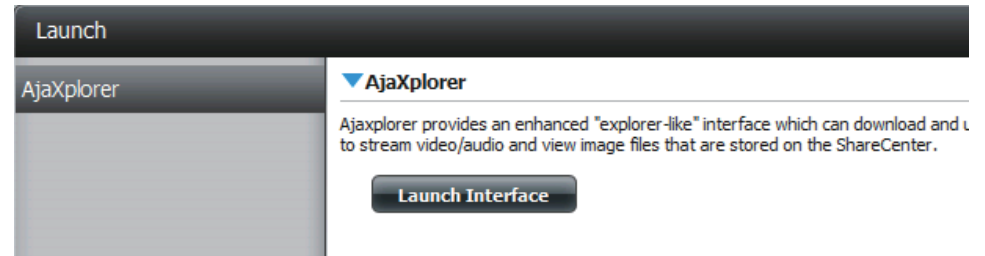 Launch
AjaXplorer
AjaXplorer
Ajaxplorer provides an enhanced "explorer-like" interface which can download and
to stream video/audio and view image files that are stored on the ShareCenter.
Launch Interface